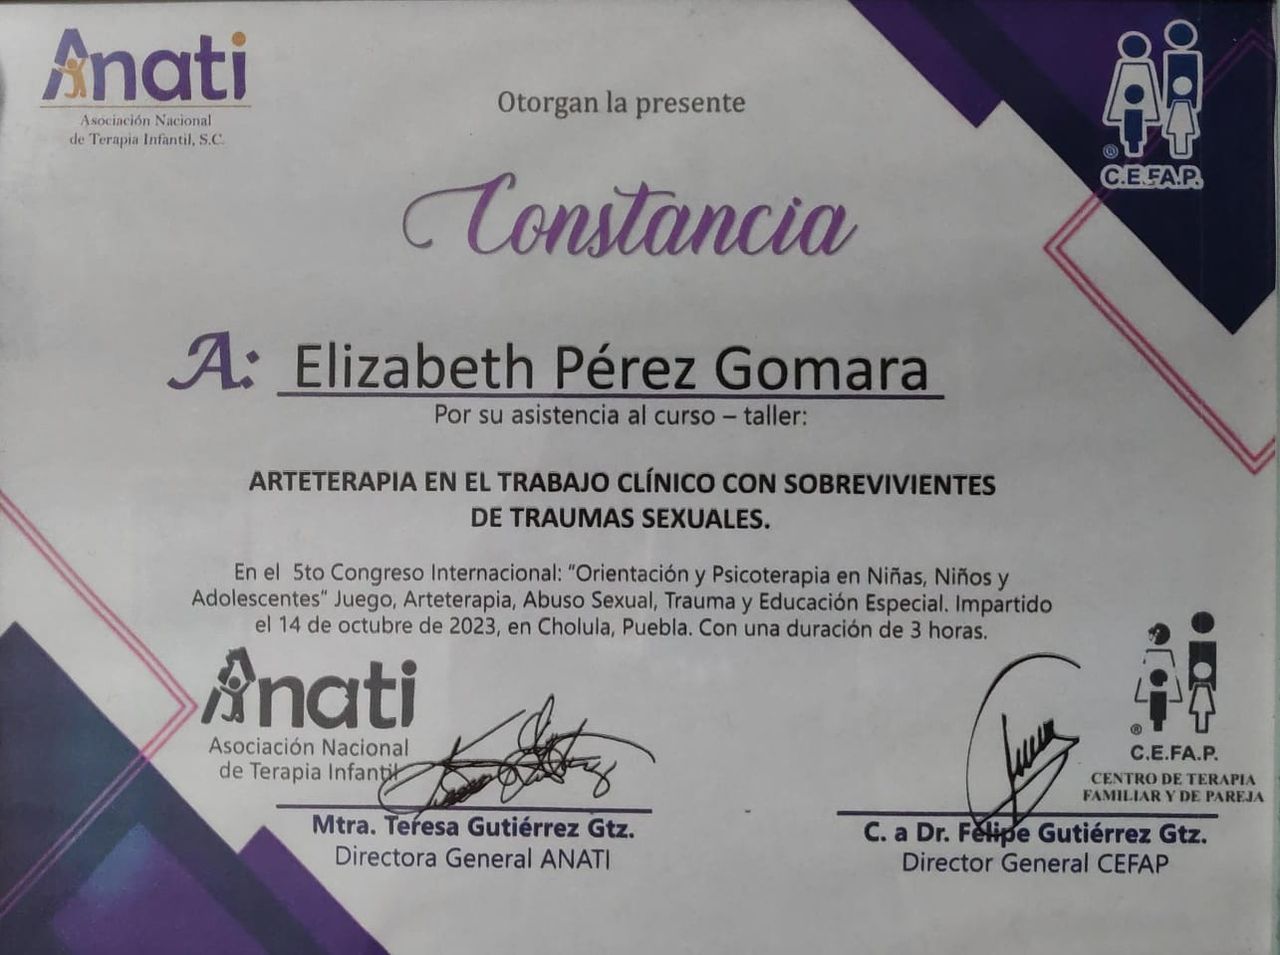 Anati
Asociación Nacional
de Terapia Infantil, S.C.
® C.E.FA.P.
Otorgan la presente
Constancia
A: Elizabeth Pérez Gomara
Por su asistencia al curso – taller:
ARTETERAPIA EN EL TRABAJO CLÍNICO CON SOBREVIVIENTES
DE TRAUMAS SEXUALES.
En el 5to Congreso Internacional: “Orientación y Psicoterapia en Niñas, Niños y
Adolescentes” Juego, Arteterapia, Abuso Sexual, Trauma y Educación Especial. Impartido
el 14 de octubre de 2023, en Cholula, Puebla. Con una duración de 3 horas.
Anati
Asociación Nacional
de Terapia Infantil
Mtra. Teresa Gutiérrez Gtz.
Directora General ANATI
®
C.E.FA.P.
CENTRO DE TERAPIA
FAMILIAR Y DE PAREJA
C. a Dr. Felipe Gutiérrez Gtz.
Director General CEFAP